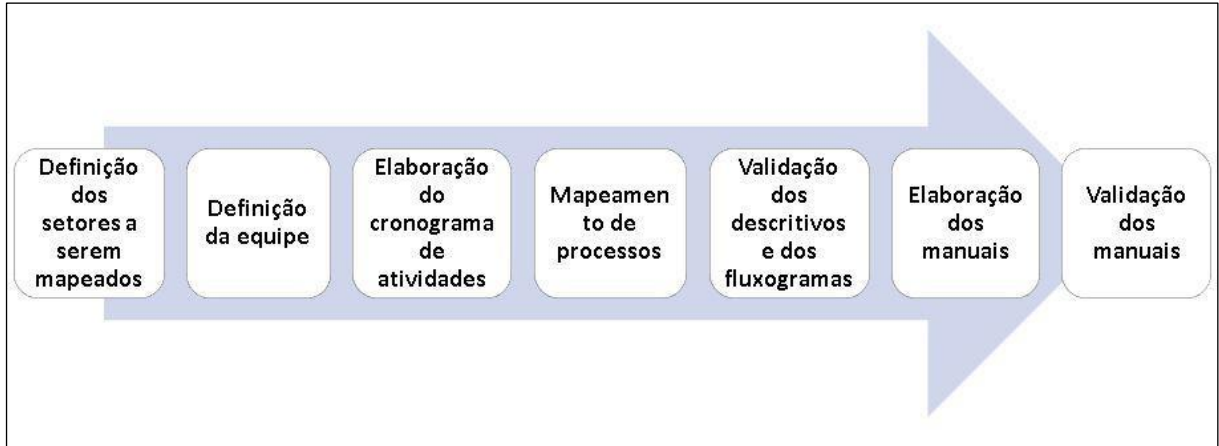 Definição
dos
setores a
serem
mapeados
Definição
da equipe
Elaboração
do
cronograma
de
atividades
Mapeamen
to de
processos
Validação
dos
descritivos
e dos
fluxogramas
Elaboração
dos
manuais
Validação
dos
manuais